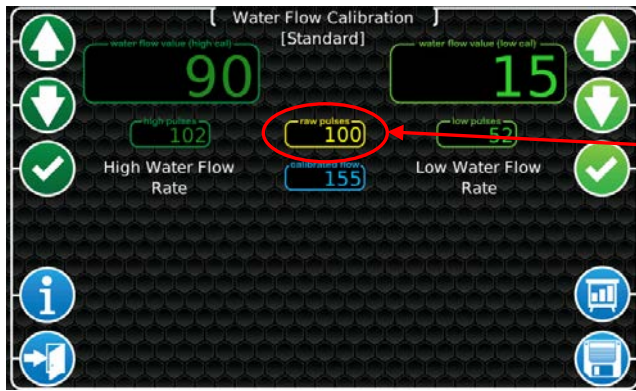 Water Flow Calibration
[Standard]
water flow value (high cal)
90
water flow value (low cal)
15
high pulses
102
raw pulses
100
low pulses
52
High Water Flow
Rate
calibrated flow
155
Low Water Flow
Rate